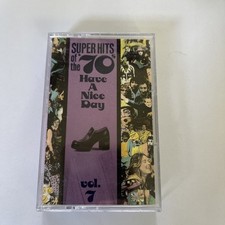 SUPER HITS
of the '70s
Have
A
Nice
Day
vol.
7